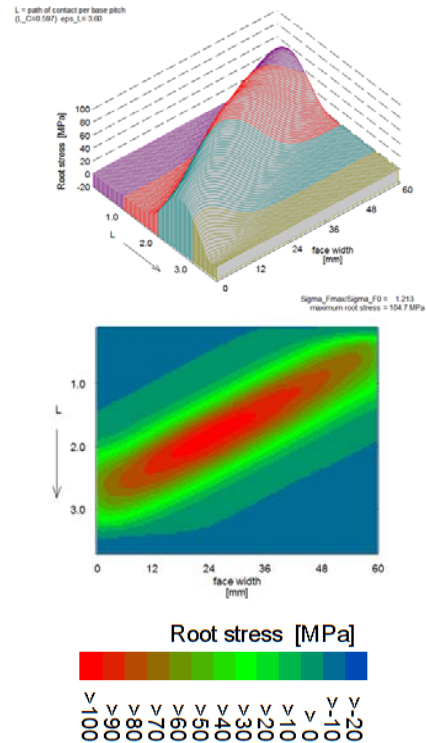 L = path of contact per base pitch
(L_C=0.597) eps_L= 3.60
Root stress [MPa]
100
80
60
40
20
0
-20
1.0
2.0
3.0
L
0
12
24
36
48
60
face width
[mm]
Sigma_Fmax/Sigma_F0 = 1.213
maximum root stress = 104.7 MPa
L
1.0
2.0
3.0
0 12 24 36 48 60
face width
[mm]
Root stress [MPa]
>100
>90
>80
>70
>60
>50
>40
>30
>20
>10
>0
>-10
>-20